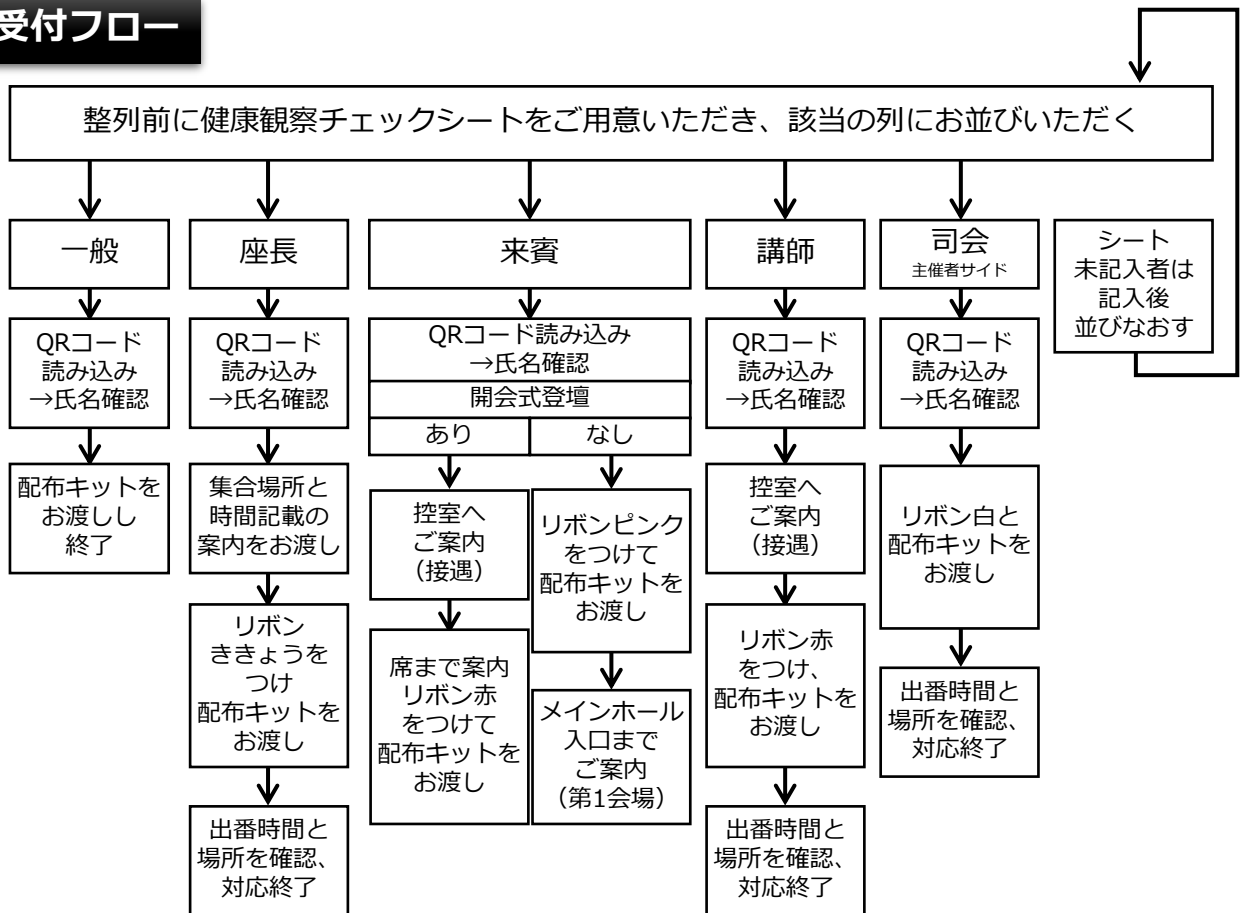 受付フロー
整列前に健康観察チェックシートをご用意いただき、該当の列にお並びいただく
一般
QRコード
読み込み
→氏名確認
配布キットを
お渡しし
終了
座長
QRコード
読み込み
→氏名確認
集合場所と
時間記載の
案内をお渡し
リボン
ききょうを
つけ
配布キットを
お渡し
出番時間と
場所を確認、
対応終了
来賓
QRコード読み込み
→氏名確認
開会式登壇
あり
控室へ
ご案内
（接遇）
席まで案内
リボン赤
をつけて
配布キットを
お渡し
なし
リボンピンク
をつけて
配布キットを
お渡し
メインホール
入口まで
ご案内
（第1会場）
講師
QRコード
読み込み
→氏名確認
控室へ
ご案内
（接遇）
リボン赤
をつけ、
配布キットを
お渡し
出番時間と
場所を確認、
対応終了
司会
主催者サイド
QRコード
読み込み
→氏名確認
リボン白と
配布キットを
お渡し
出番時間と
場所を確認、
対応終了
シート
未記入者は
記入後
並びなおす